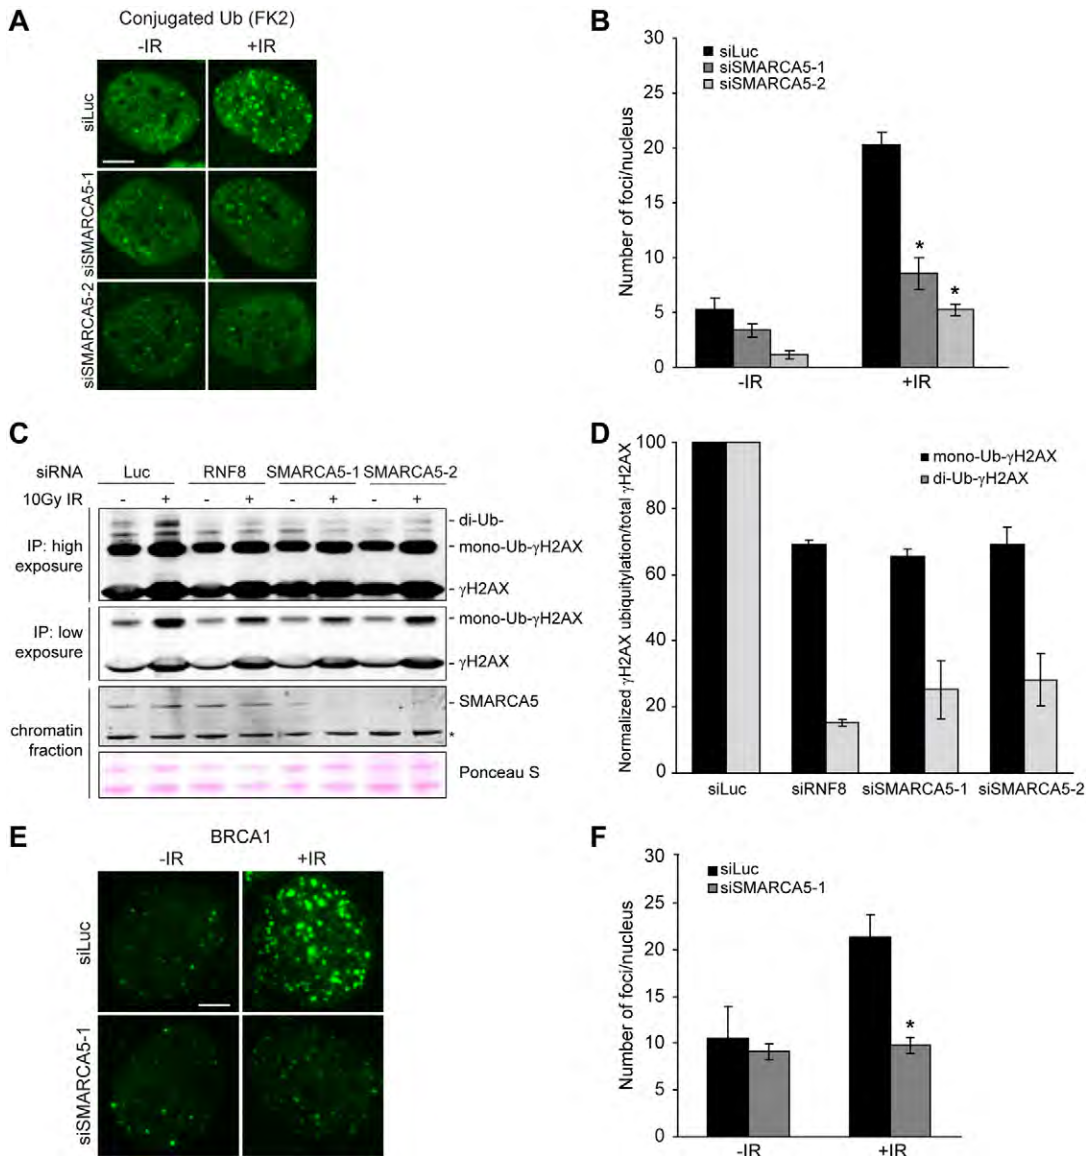 A
Conjugated Ub (FK2)
-IR +IR
siLuc
siSMARCA5-1
siSMARCA5-2
B
Number of foci/nucleus
30
25
20
15
10
5
0
siLuc
siSMARCA5-1
siSMARCA5-2
*
*
-IR +IR
C
siRNA Luc RNF8 SMARCA5-1 SMARCA5-2
10Gy IR - + - + - + - +
IP: high
exposure
di-Ub-
mono-Ub-γH2AX
γH2AX
IP: low
exposure
mono-Ub-γH2AX
γH2AX
chromatin
fraction
SMARCA5
*
Ponceau S
D
Normalized γH2AX ubiquitylation/total γH2AX
100
80
60
40
20
0
mono-Ub-γH2AX
di-Ub-γH2AX
siLuc siRNF8 siSMARCA5-1 siSMARCA5-2
E
BRCA1
-IR +IR
siLuc
siSMARCA5-1
F
Number of foci/nucleus
30
25
20
15
10
5
0
siLuc
siSMARCA5-1
*
-IR +IR